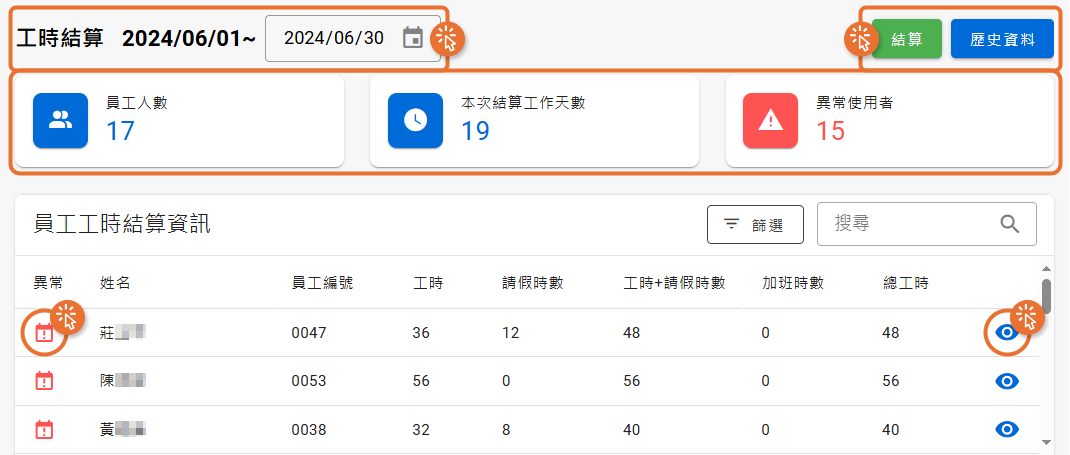 工時結算 2024/06/01~ 2024/06/30 結算 歷史資料
員工人數 本次結算工作天數 異常使用者
17 19 15
員工工時結算資訊 篩選 搜尋
異常 姓名 員工編號 工時 請假時數 工時+請假時數 加班時數 總工時
莊 0047 36 12 48 0 48
陳 0053 56 0 56 0 56
黃 0038 32 8 40 0 40